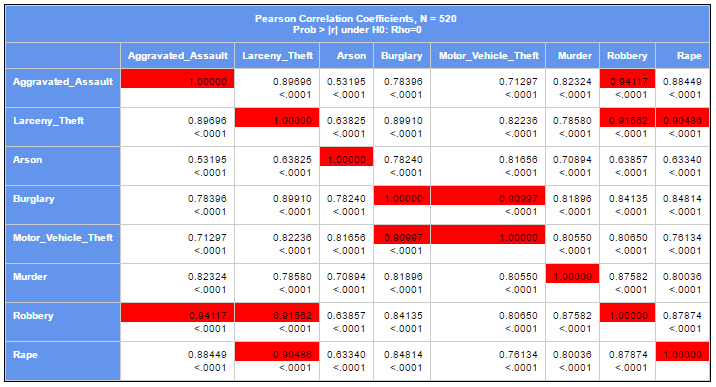 Pearson Correlation Coefficients, N = 520
Prob > |r| under H0: Rho=0
Aggravated_Assault Larceny_Theft Arson Burglary Motor_Vehicle_Theft Murder Robbery Rape
Aggravated_Assault 1.00000 0.89696 0.53195 0.78396 0.71297 0.82324 0.94117 0.88449
<.0001 <.0001 <.0001 <.0001 <.0001 <.0001 <.0001
Larceny_Theft 0.89696 1.00000 0.63825 0.89910 0.82236 0.78580 0.91562 0.90486
<.0001 <.0001 <.0001 <.0001 <.0001 <.0001 <.0001
Arson 0.53195 0.63825 1.00000 0.78240 0.81656 0.70894 0.63857 0.63340
<.0001 <.0001 <.0001 <.0001 <.0001 <.0001 <.0001
Burglary 0.78396 0.89910 0.78240 1.00000 0.90997 0.81896 0.84135 0.84814
<.0001 <.0001 <.0001 <.0001 <.0001 <.0001 <.0001
Motor_Vehicle_Theft 0.71297 0.82236 0.81656 0.90997 1.00000 0.80550 0.80650 0.76134
<.0001 <.0001 <.0001 <.0001 <.0001 <.0001 <.0001
Murder 0.82324 0.78580 0.70894 0.81896 0.80550 1.00000 0.87582 0.80036
<.0001 <.0001 <.0001 <.0001 <.0001 <.0001 <.0001
Robbery 0.94117 0.91562 0.63857 0.84135 0.80650 0.87582 1.00000 0.87874
<.0001 <.0001 <.0001 <.0001 <.0001 <.0001 <.0001
Rape 0.88449 0.90486 0.63340 0.84814 0.76134 0.80036 0.87874 1.00000
<.0001 <.0001 <.0001 <.0001 <.0001 <.0001 <.0001